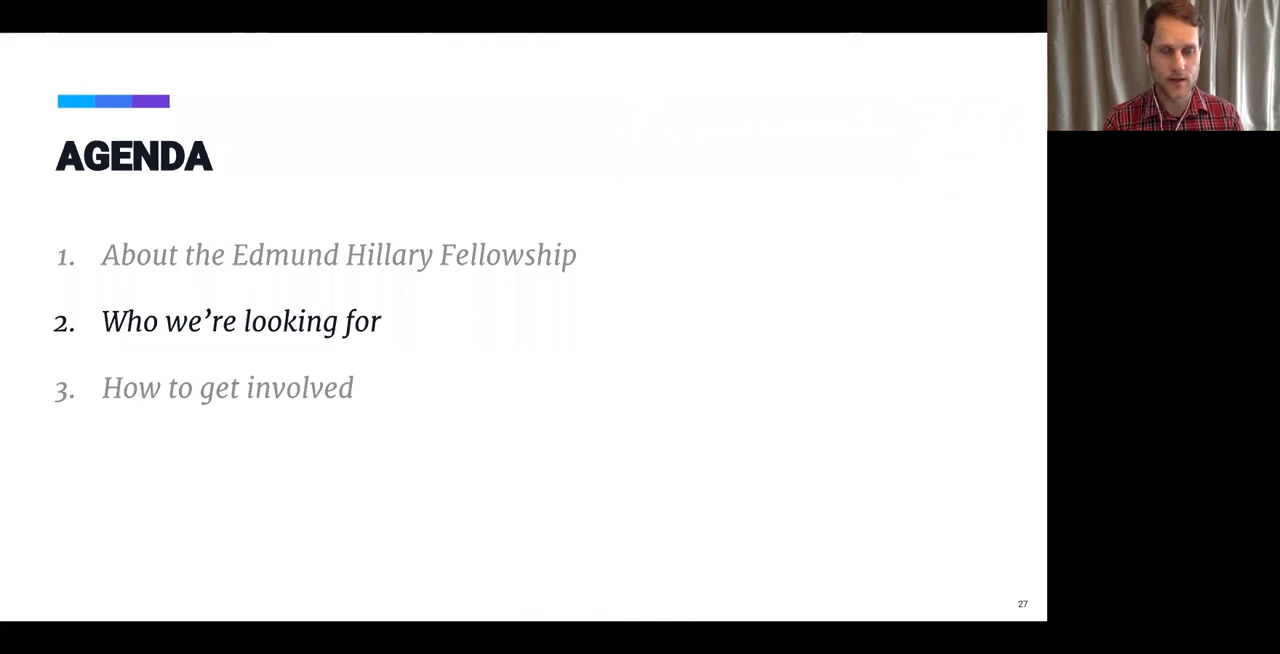 AGENDA
1. About the Edmund Hillary Fellowship
2. Who we’re looking for
3. How to get involved
27